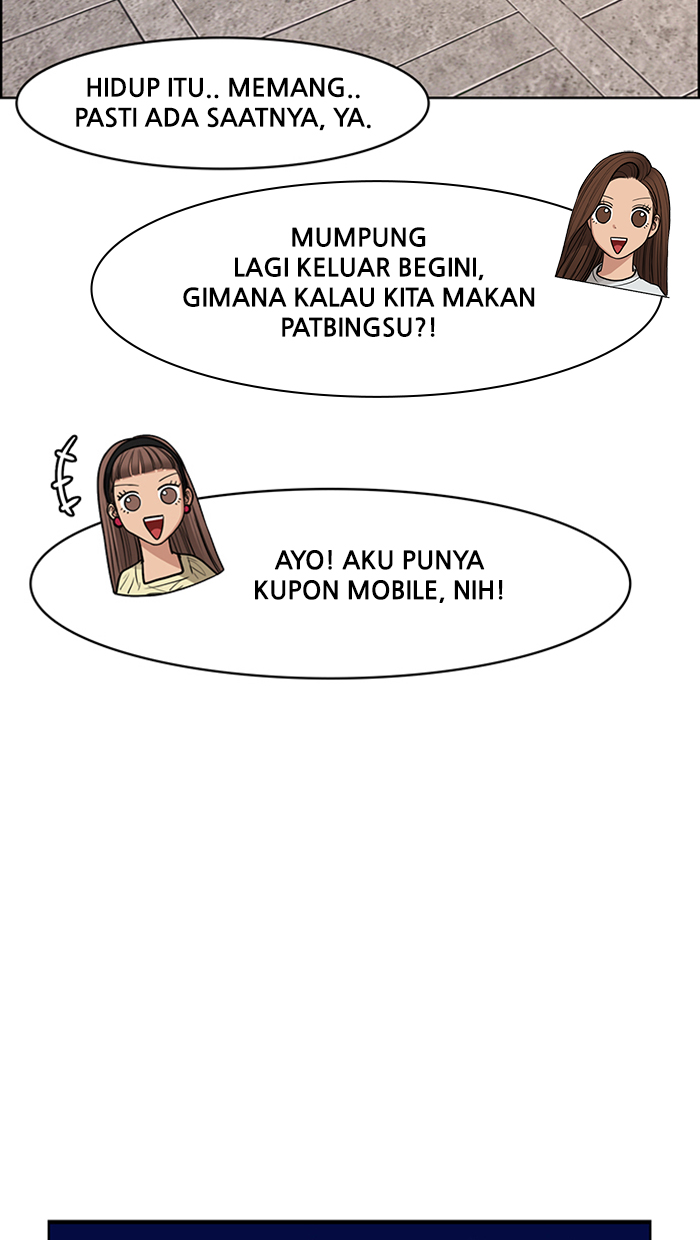 HIDUP ITU.. MEMANG..
PASTI ADA SAATNYA, YA.
MUMPUNG
LAGI KELUAR BEGINI,
GIMANA KALAU KITA MAKAN
PATBINGSU?!
AYO! AKU PUNYA
KUPON MOBILE, NIH!